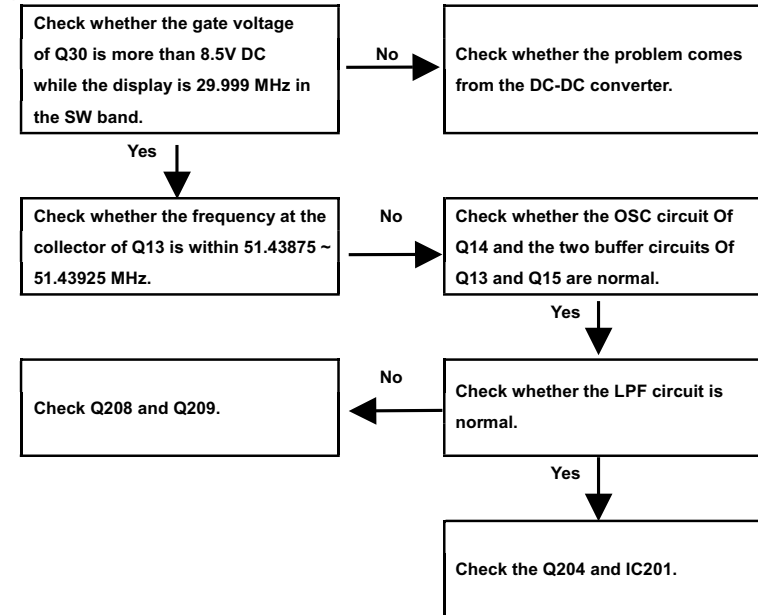 Check whether the gate voltage
of Q30 is more than 8.5V DC
while the display is 29.999 MHz in
the SW band.
No
Check whether the problem comes
from the DC-DC converter.
Yes
Check whether the frequency at the
collector of Q13 is within 51.43875 ~
51.43925 MHz.
No
Check whether the OSC circuit Of
Q14 and the two buffer circuits Of
Q13 and Q15 are normal.
Yes
Check whether the LPF circuit is
normal.
No
Check Q208 and Q209.
Yes
Check the Q204 and IC201.